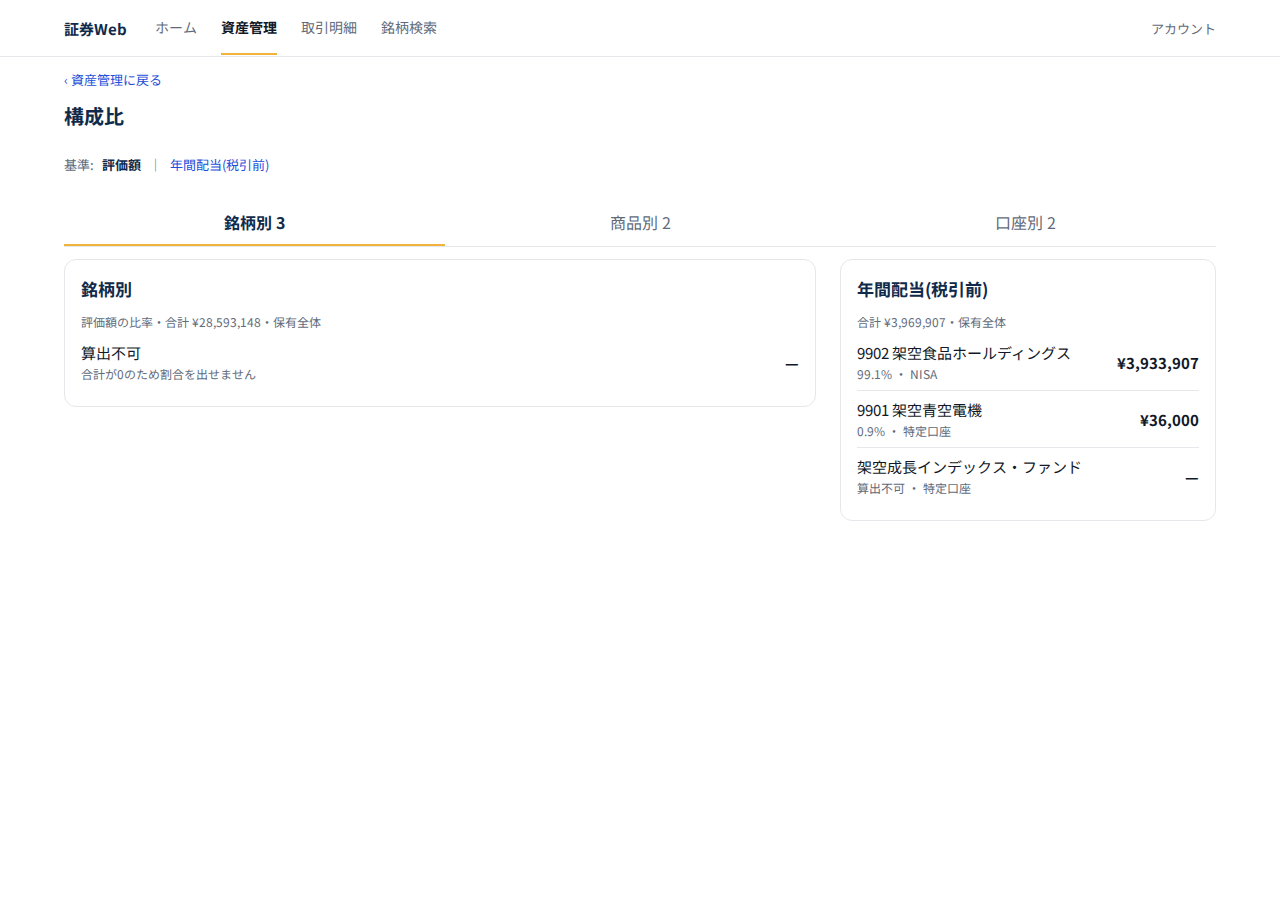 証券Web ホーム 資産管理 取引明細 銘柄検索 アカウント
‹ 資産管理に戻る
構成比
基準: 評価額 | 年間配当(税引前)
銘柄別 3 商品別 2 口座別 2
銘柄別
評価額の比率・合計 ¥28,593,148・保有全体
算出不可 —
合計が0のため割合を出せません
年間配当(税引前)
合計 ¥3,969,907・保有全体
9902 架空食品ホールディングス ¥3,933,907
99.1% ・ NISA
9901 架空青空電機 ¥36,000
0.9% ・ 特定口座
架空成長インデックス・ファンド —
算出不可 ・ 特定口座